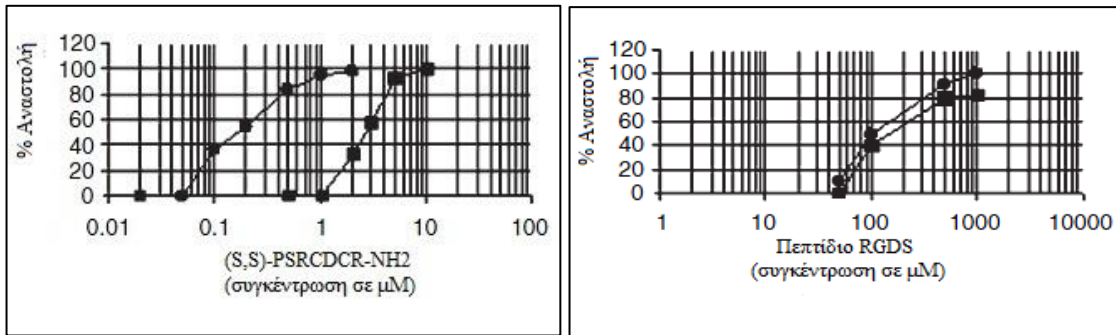 % Αναστολή
120
100
80
60
40
20
0
0.01 0.1 1 10 100
(S,S)-PSRCDCR-NH2
(συγκέντρωση σε μM)
% Αναστολή
120
100
80
60
40
20
0
1 10 100 1000 10000
Πεπτίδιο RGDS
(συγκέντρωση σε μM)